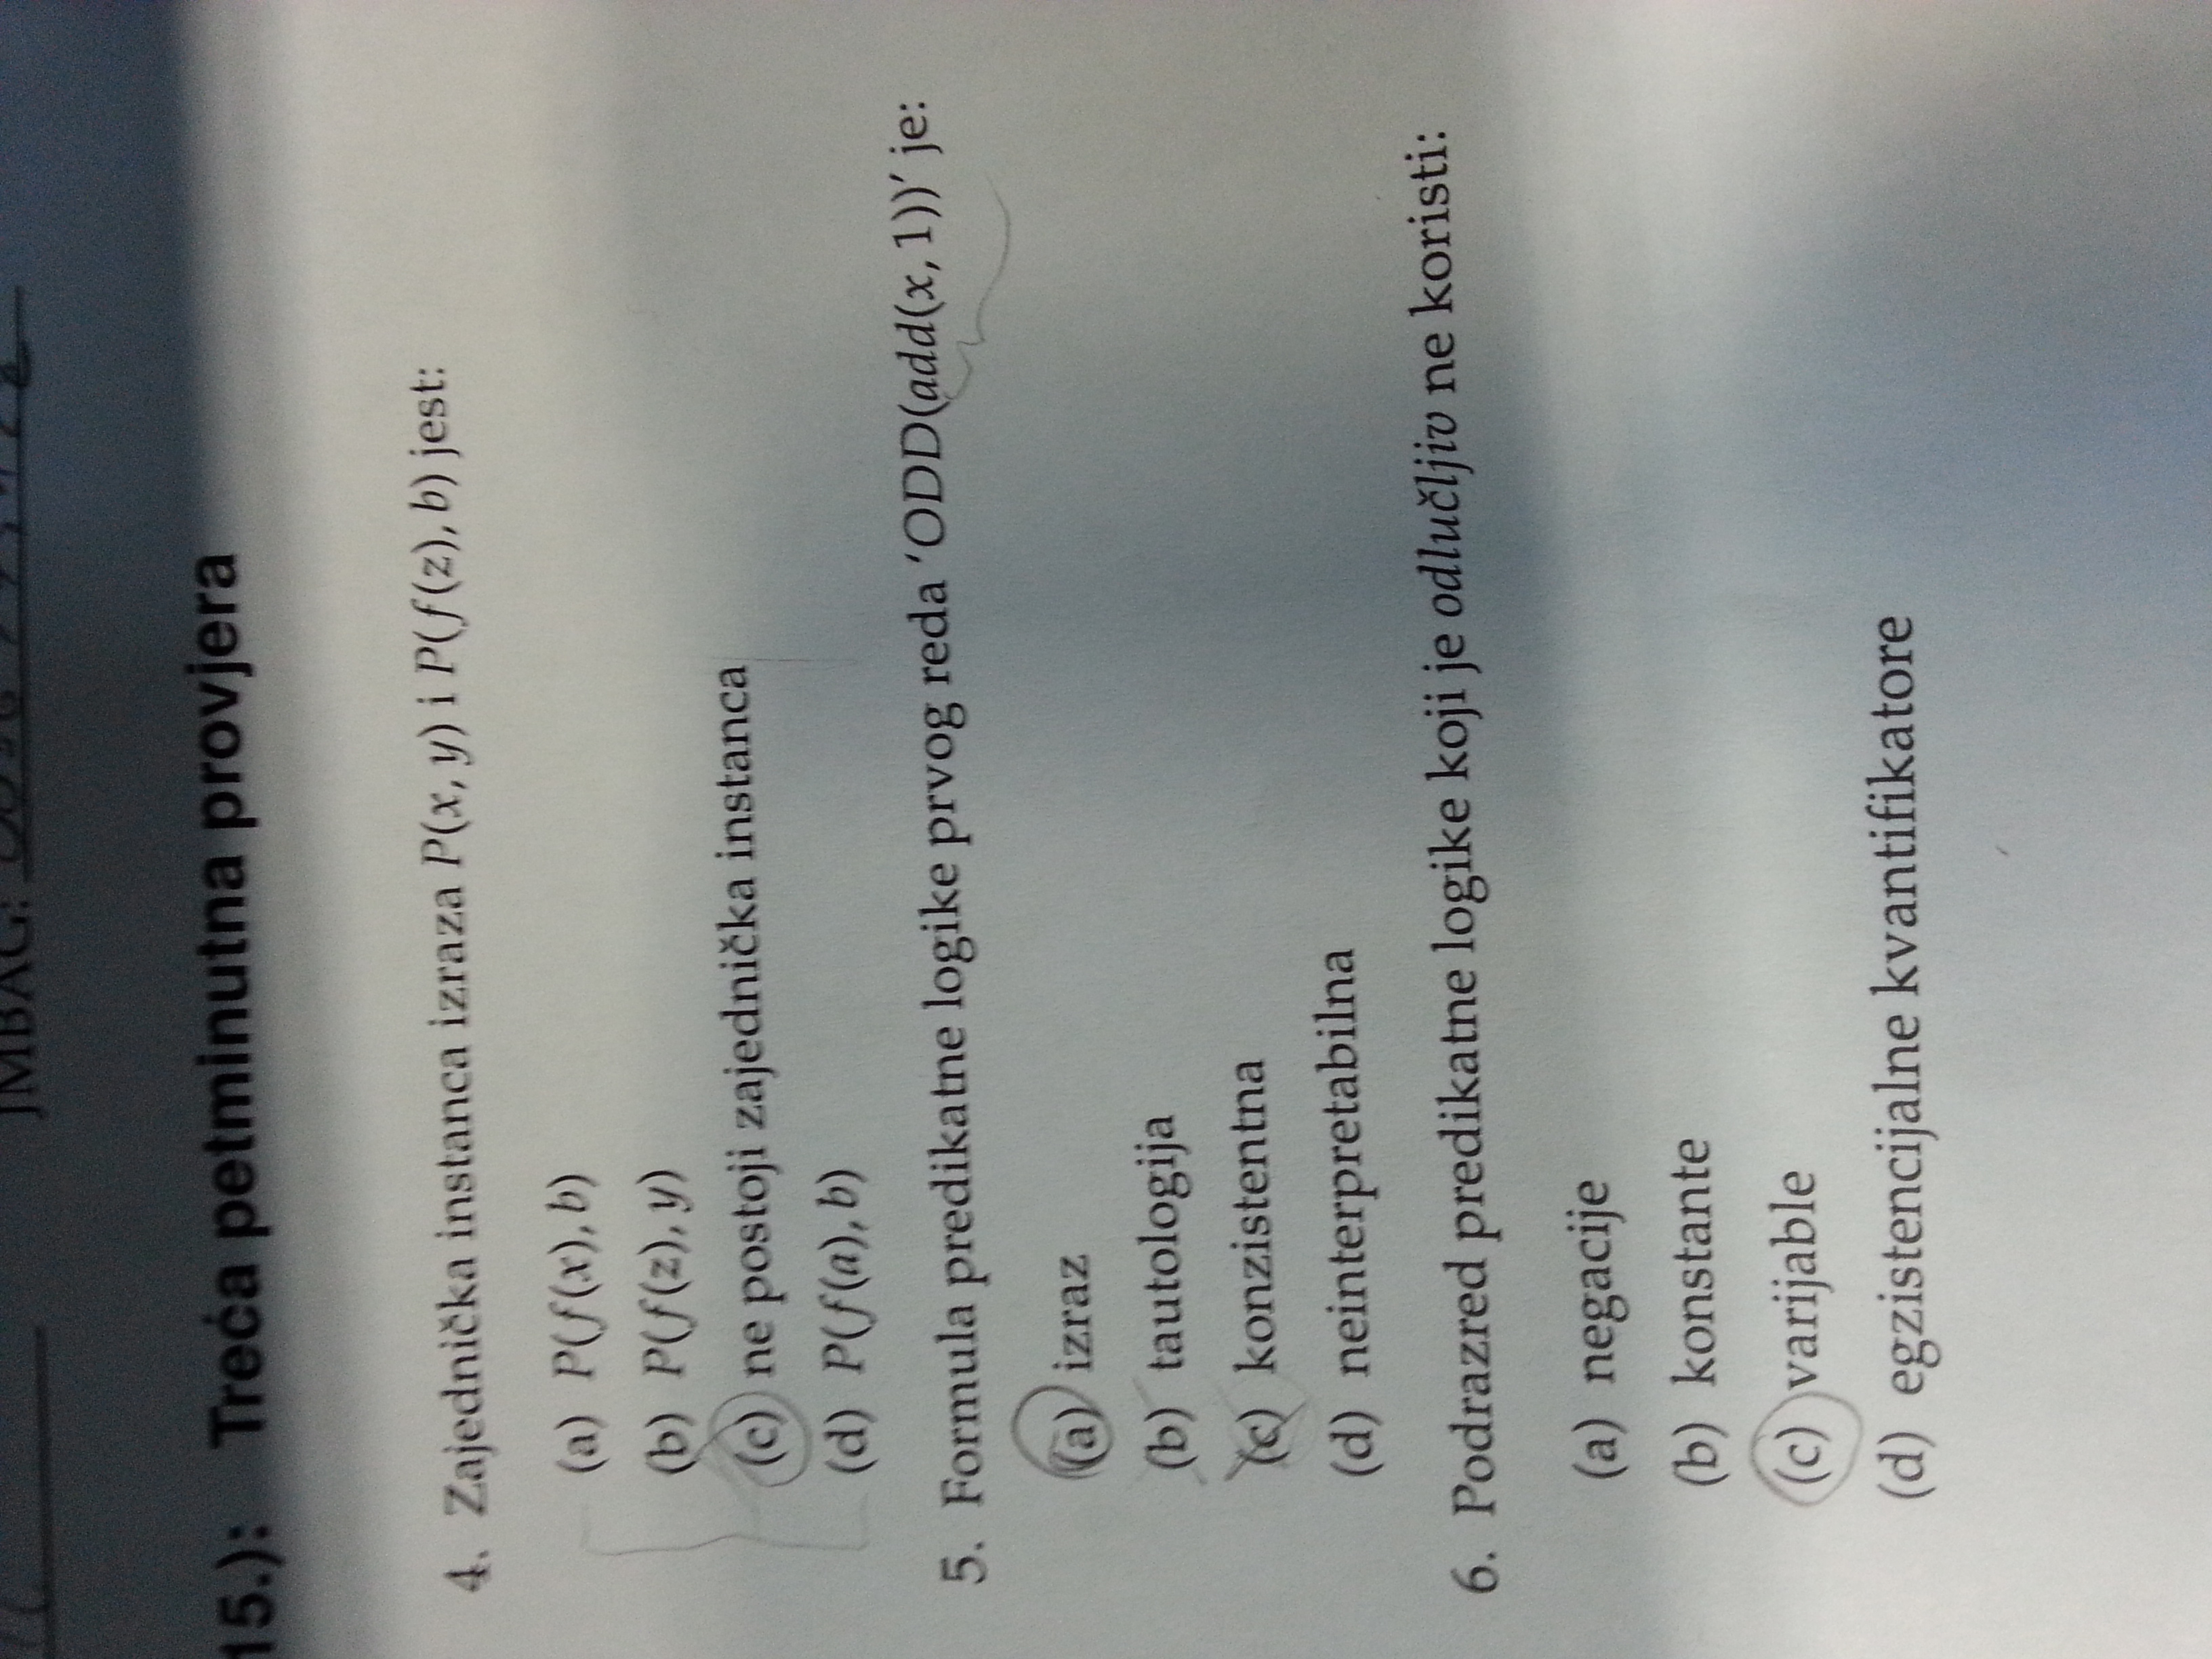 JMBAG:
15.): Treća petminutna provjera
4. Zajednička instanca izraza P(x, y) i P(f(z), b) jest:
(a) P(f(x), b)
(b) P(f(z), y)
(c) ne postoji zajednička instanca
(d) P(f(a), b)
5. Formula predikatne logike prvog reda ‘ODD(add(x, 1))’ je:
(a) izraz
(b) tautologija
(c) konzistentna
(d) neinterpretabilna
6. Podrazred predikatne logike koji je odlučljiv ne koristi:
(a) negacije
(b) konstante
(c) varijable
(d) egzistencijalne kvantifikatore